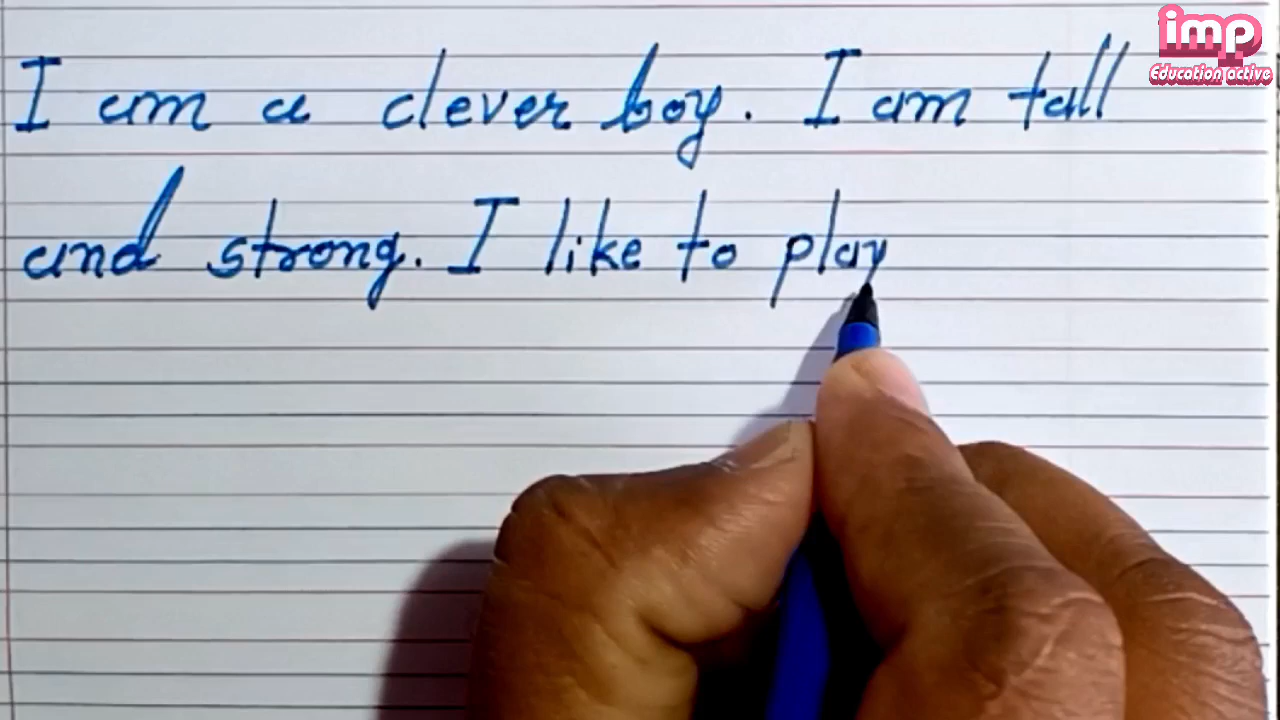 imp
Education active
I am a clever boy. I am tall
and strong. I like to play